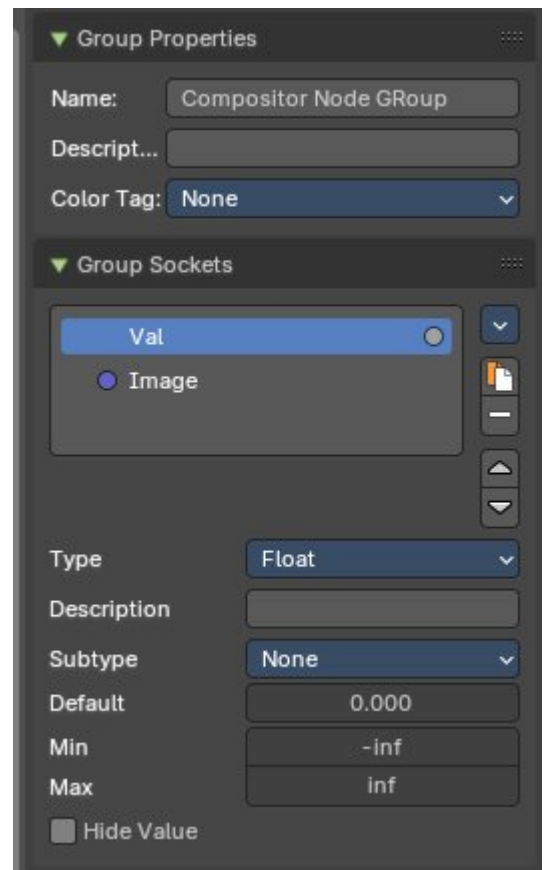 Group Properties
Name: Compositor Node GRoup
Descript...
Color Tag: None
Group Sockets
Val
Image
Type Float
Description
Subtype None
Default 0.000
Min -inf
Max inf
Hide Value